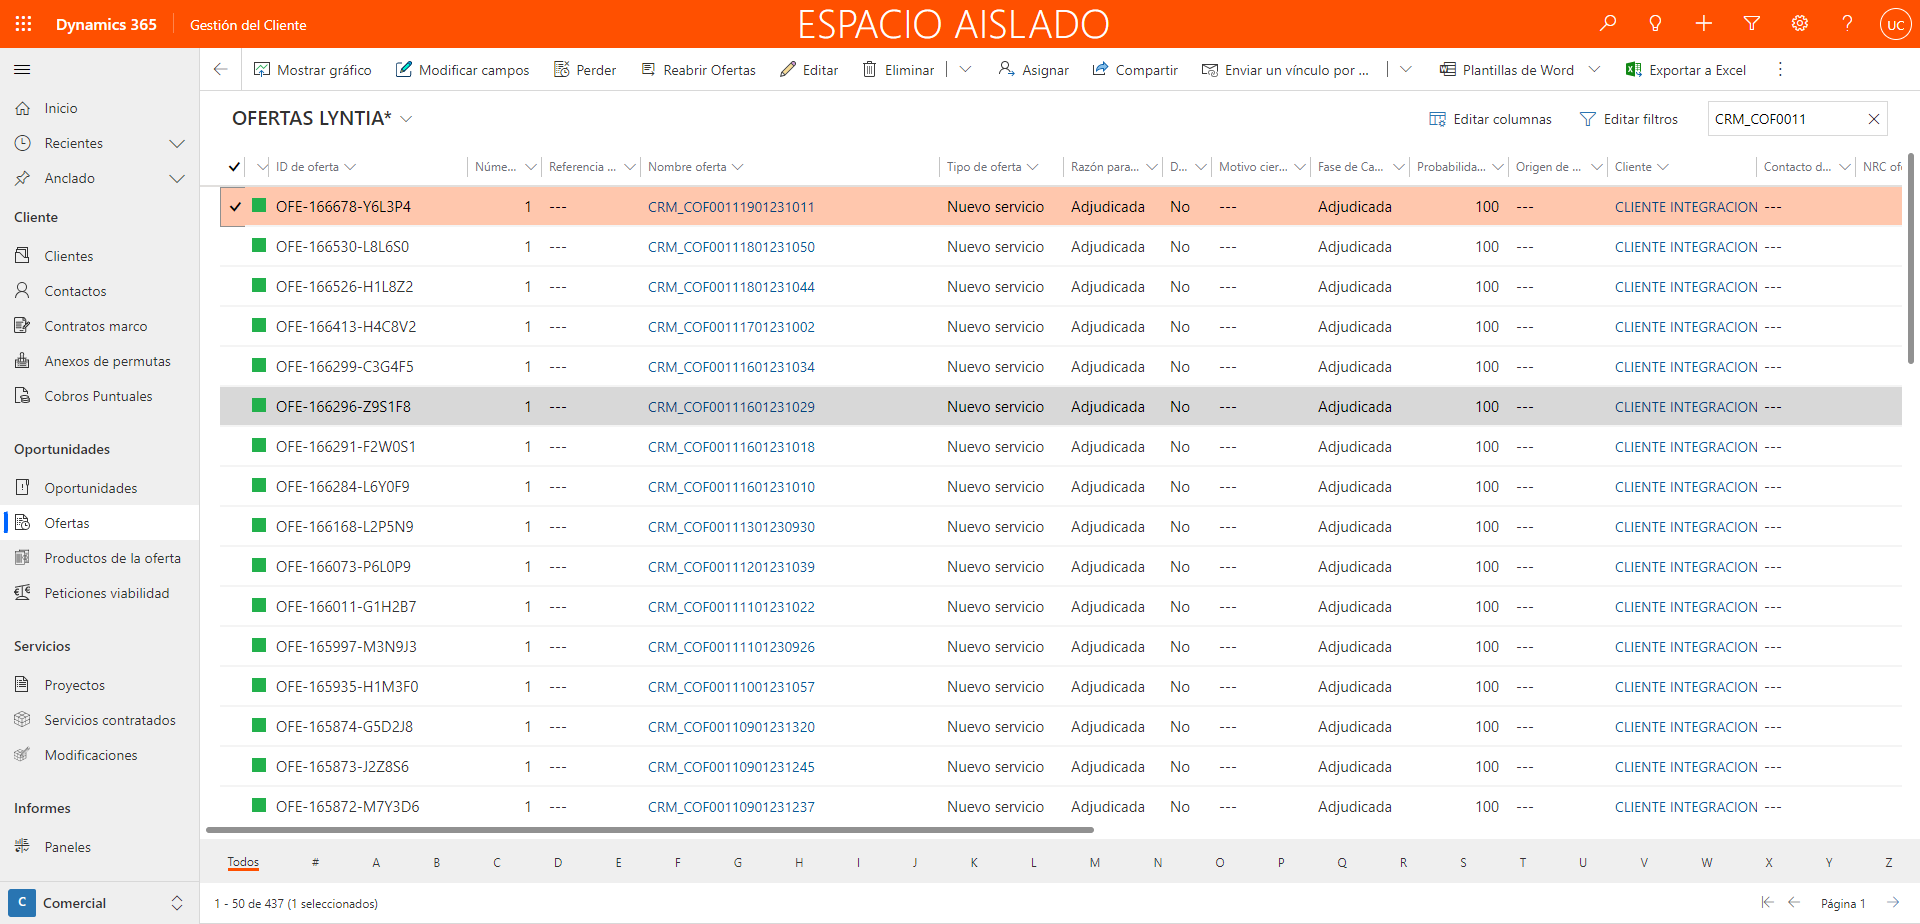 Dynamics 365 Gestión del Cliente ESPACIO AISLADO UC
Mostrar gráfico Modificar campos Perder Reabrir Ofertas Editar Eliminar Asignar Compartir Enviar un vínculo por ... Plantillas de Word Exportar a Excel
Inicio
Recientes
Anclado
Cliente
Clientes
Contactos
Contratos marco
Anexos de permutas
Cobros Puntuales
Oportunidades
Oportunidades
Ofertas
Productos de la oferta
Peticiones viabilidad
Servicios
Proyectos
Servicios contratados
Modificaciones
Informes
Paneles
C Comercial
OFERTAS LYNTIA* Editar columnas Editar filtros CRM_COF0011
ID de oferta Núme... Referencia ... Nombre oferta Tipo de oferta Razón para... D... Motivo cier... Fase de Ca... Probabilida... Origen de ... Cliente Contacto d... NRC of
OFE-166678-Y6L3P4 1 --- CRM_COF00111901231011 Nuevo servicio Adjudicada No --- Adjudicada 100 --- CLIENTE INTEGRACION ---
OFE-166530-L8L6S0 1 --- CRM_COF00111801231050 Nuevo servicio Adjudicada No --- Adjudicada 100 --- CLIENTE INTEGRACION ---
OFE-166526-H1L8Z2 1 --- CRM_COF00111801231044 Nuevo servicio Adjudicada No --- Adjudicada 100 --- CLIENTE INTEGRACION ---
OFE-166413-H4C8V2 1 --- CRM_COF00111701231002 Nuevo servicio Adjudicada No --- Adjudicada 100 --- CLIENTE INTEGRACION ---
OFE-166299-C3G4F5 1 --- CRM_COF00111601231034 Nuevo servicio Adjudicada No --- Adjudicada 100 --- CLIENTE INTEGRACION ---
OFE-166296-Z9S1F8 1 --- CRM_COF00111601231029 Nuevo servicio Adjudicada No --- Adjudicada 100 --- CLIENTE INTEGRACION ---
OFE-166291-F2W0S1 1 --- CRM_COF00111601231018 Nuevo servicio Adjudicada No --- Adjudicada 100 --- CLIENTE INTEGRACION ---
OFE-166284-L6Y0F9 1 --- CRM_COF00111601231010 Nuevo servicio Adjudicada No --- Adjudicada 100 --- CLIENTE INTEGRACION ---
OFE-166168-L2P5N9 1 --- CRM_COF00111301230930 Nuevo servicio Adjudicada No --- Adjudicada 100 --- CLIENTE INTEGRACION ---
OFE-166073-P6L0P9 1 --- CRM_COF00111201231039 Nuevo servicio Adjudicada No --- Adjudicada 100 --- CLIENTE INTEGRACION ---
OFE-166011-G1H2B7 1 --- CRM_COF00111101231022 Nuevo servicio Adjudicada No --- Adjudicada 100 --- CLIENTE INTEGRACION ---
OFE-165997-M3N9J3 1 --- CRM_COF00111101230926 Nuevo servicio Adjudicada No --- Adjudicada 100 --- CLIENTE INTEGRACION ---
OFE-165935-H1M3F0 1 --- CRM_COF00111001231057 Nuevo servicio Adjudicada No --- Adjudicada 100 --- CLIENTE INTEGRACION ---
OFE-165874-G5D2J8 1 --- CRM_COF00110901231320 Nuevo servicio Adjudicada No --- Adjudicada 100 --- CLIENTE INTEGRACION ---
OFE-165873-J2Z8S6 1 --- CRM_COF00110901231245 Nuevo servicio Adjudicada No --- Adjudicada 100 --- CLIENTE INTEGRACION ---
OFE-165872-M7Y3D6 1 --- CRM_COF00110901231237 Nuevo servicio Adjudicada No --- Adjudicada 100 --- CLIENTE INTEGRACION ---
Todos # A B C D E F G H I J K L M N O P Q R S T U V W X Y Z
1 - 50 de 437 (1 seleccionados) Página 1